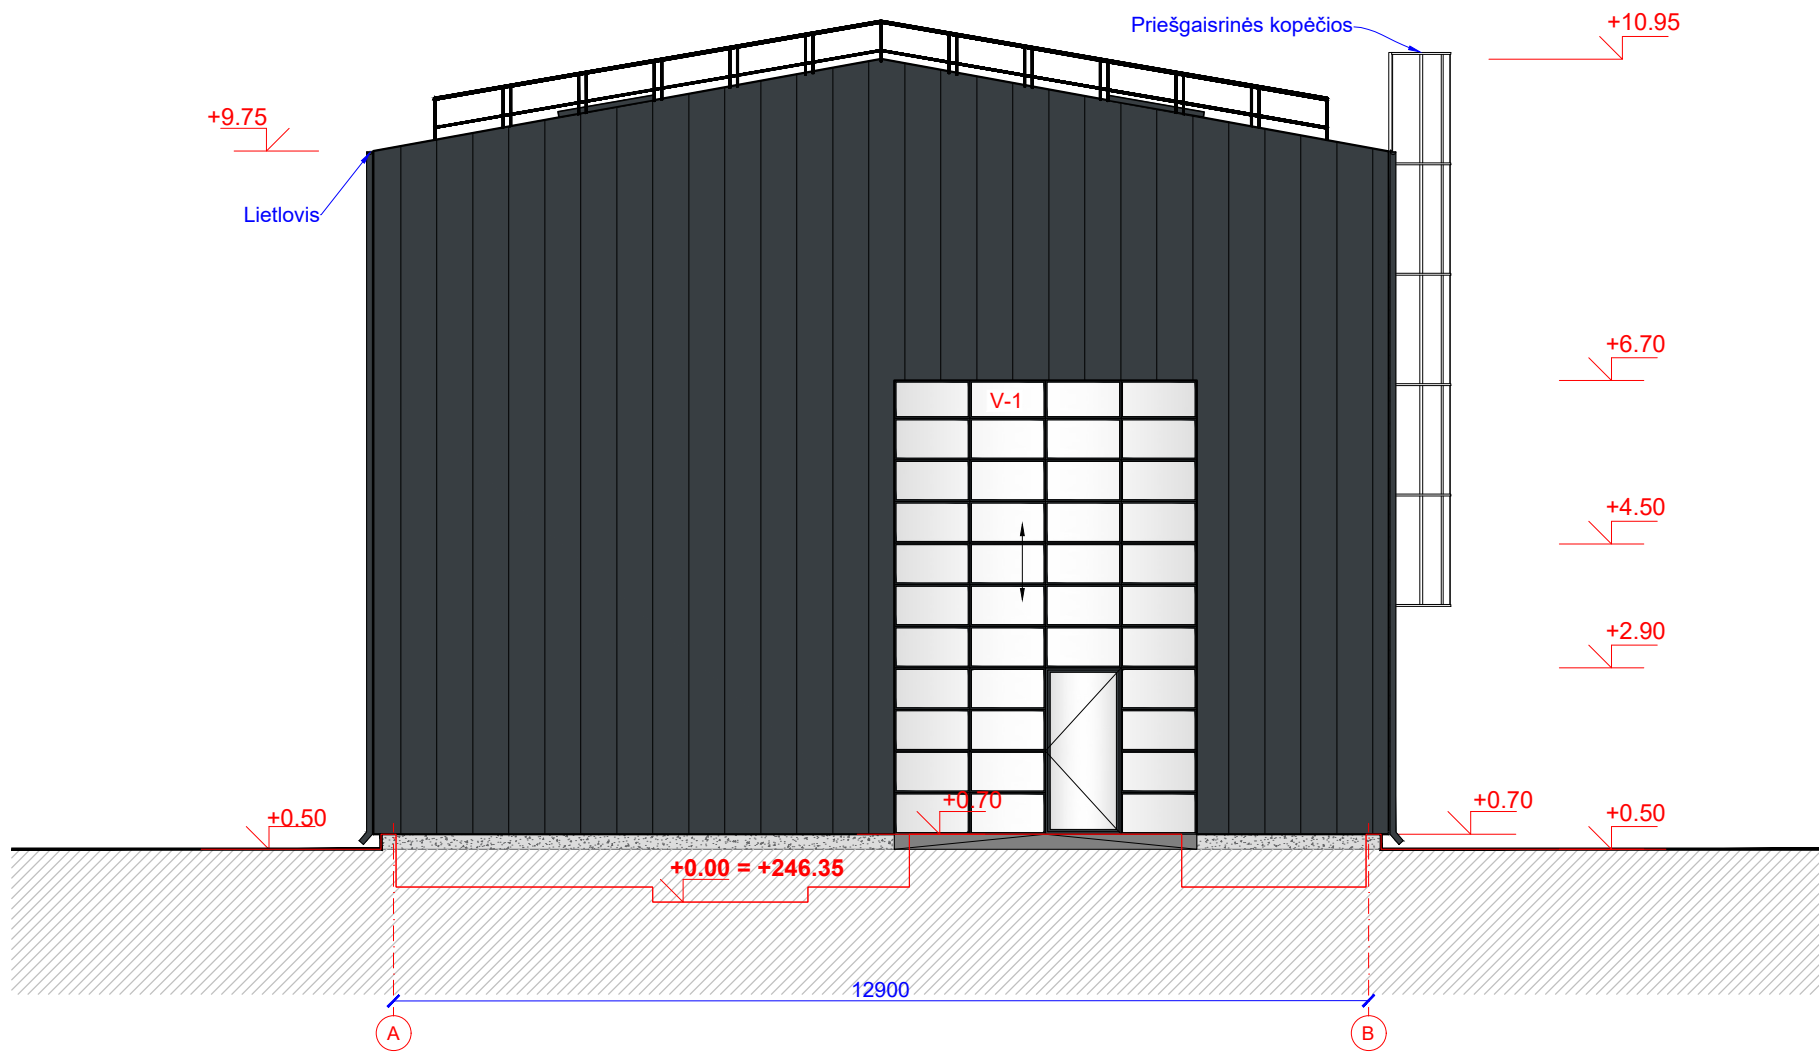 Priešgaisrinės kopėčios
+10.95
+9.75
Lietlovis
+6.70
V-1
+4.50
+2.90
+0.70
+0.70
+0.50
+0.50
+0.00 = +246.35
12900
A
B